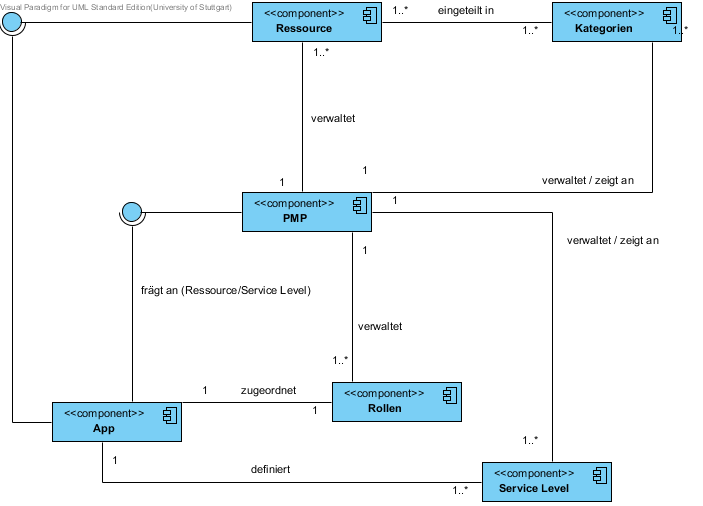 Visual Paradigm for UML Standard Edition(University of Stuttgart)
<<component>>
Ressource
1..*
eingeteilt in
1..*
<<component>>
Kategorien
1..*
1..*
verwaltet
1
1
verwaltet / zeigt an
<<component>>
PMP
1
verwaltet / zeigt an
1
frägt an (Ressource/Service Level)
verwaltet
1..*
1
zugeordnet
1
<<component>>
Rollen
<<component>>
App
1
definiert
1..*
1..*
<<component>>
Service Level